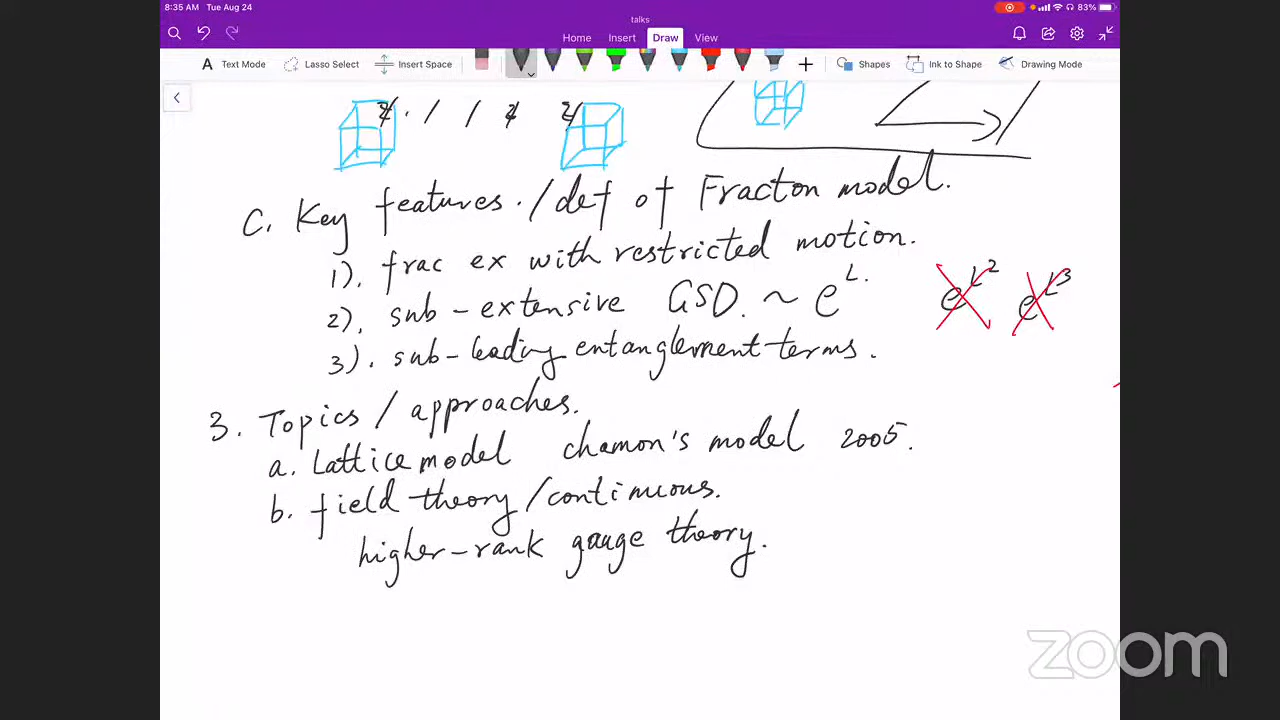 8:35 AM Tue Aug 24
83%
talks
Home Insert Draw View
Text Mode Lasso Select Insert Space Shapes Ink to Shape Drawing Mode
C. Key features./def of Fracton model.
1). frac ex with restricted motion.
2). sub-extensive GSD. ~ e^L. e^L^2 e^L^3
3). sub-leading entanglement terms.
3. Topics / approaches.
a. Lattice model chamon's model 2005.
b. field theory/continuous.
higher-rank gauge theory.
zoom